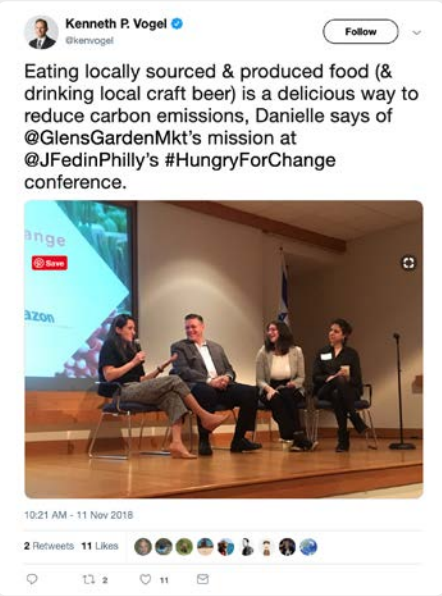 Kenneth P. Vogel
@kenvogel
Follow
Eating locally sourced & produced food (&
drinking local craft beer) is a delicious way to
reduce carbon emissions, Danielle says of
@GlensGardenMkt's mission at
@JFedinPhilly's #HungryForChange
conference.
ange
Save
azon
10:21 AM - 11 Nov 2018
2 Retweets 11 Likes
2 11